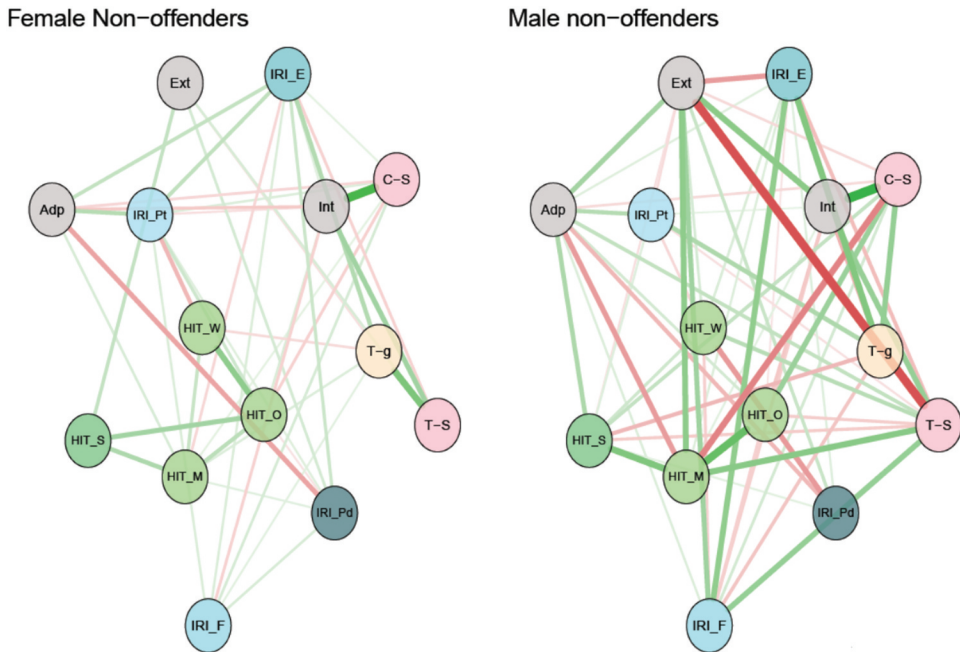 Female Non-offenders
Male non-offenders
Ext
IRI_E
C-S
Adp
IRI_Pt
Int
HIT_W
T-g
HIT_O
T-S
HIT_S
HIT_M
IRI_Pd
IRI_F
Ext
IRI_E
C-S
Adp
IRI_Pt
Int
HIT_W
T-g
HIT_O
T-S
HIT_S
HIT_M
IRI_Pd
IRI_F